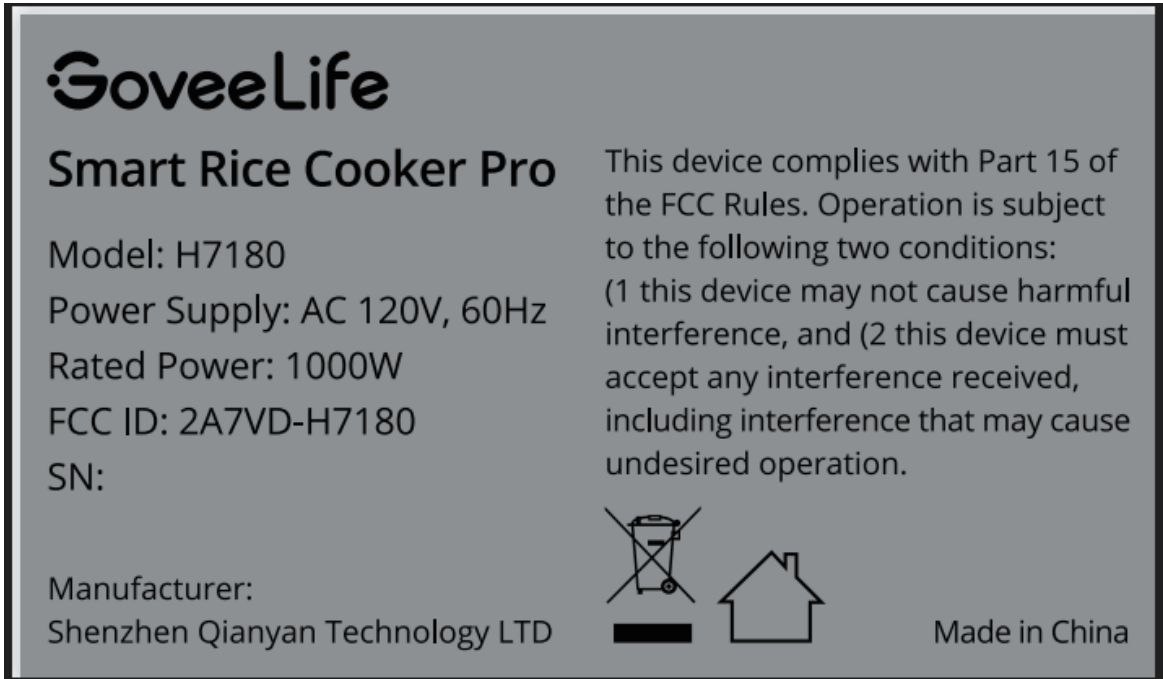 GoveeLife
Smart Rice Cooker Pro
Model: H7180
Power Supply: AC 120V, 60Hz
Rated Power: 1000W
FCC ID: 2A7VD-H7180
SN:
Manufacturer:
Shenzhen Qianyan Technology LTD
This device complies with Part 15 of
the FCC Rules. Operation is subject
to the following two conditions:
(1 this device may not cause harmful
interference, and (2 this device must
accept any interference received,
including interference that may cause
undesired operation.
Made in China